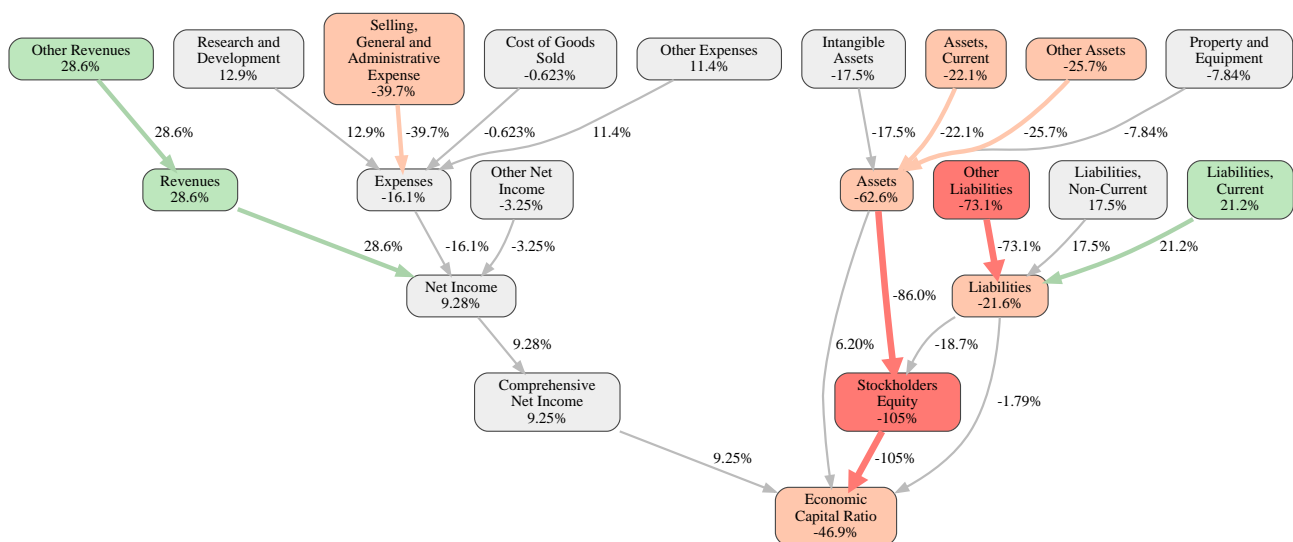 Other Revenues
28.6%
Research and
Development
12.9%
Selling,
General and
Administrative
Expense
-39.7%
Cost of Goods
Sold
-0.623%
Other Expenses
11.4%
Intangible
Assets
-17.5%
Assets,
Current
-22.1%
Other Assets
-25.7%
Property and
Equipment
-7.84%
28.6%
12.9%
-39.7%
-0.623%
11.4%
-17.5%
-22.1%
-25.7%
-7.84%
Revenues
28.6%
Expenses
-16.1%
Other Net
Income
-3.25%
Assets
-62.6%
Other
Liabilities
-73.1%
Liabilities,
Non-Current
17.5%
Liabilities,
Current
21.2%
28.6%
-16.1%
-3.25%
-73.1%
17.5%
21.2%
Net Income
9.28%
-86.0%
Liabilities
-21.6%
9.28%
6.20%
-18.7%
Comprehensive
Net Income
9.25%
Stockholders
Equity
-105%
-1.79%
9.25%
-105%
Economic
Capital Ratio
-46.9%